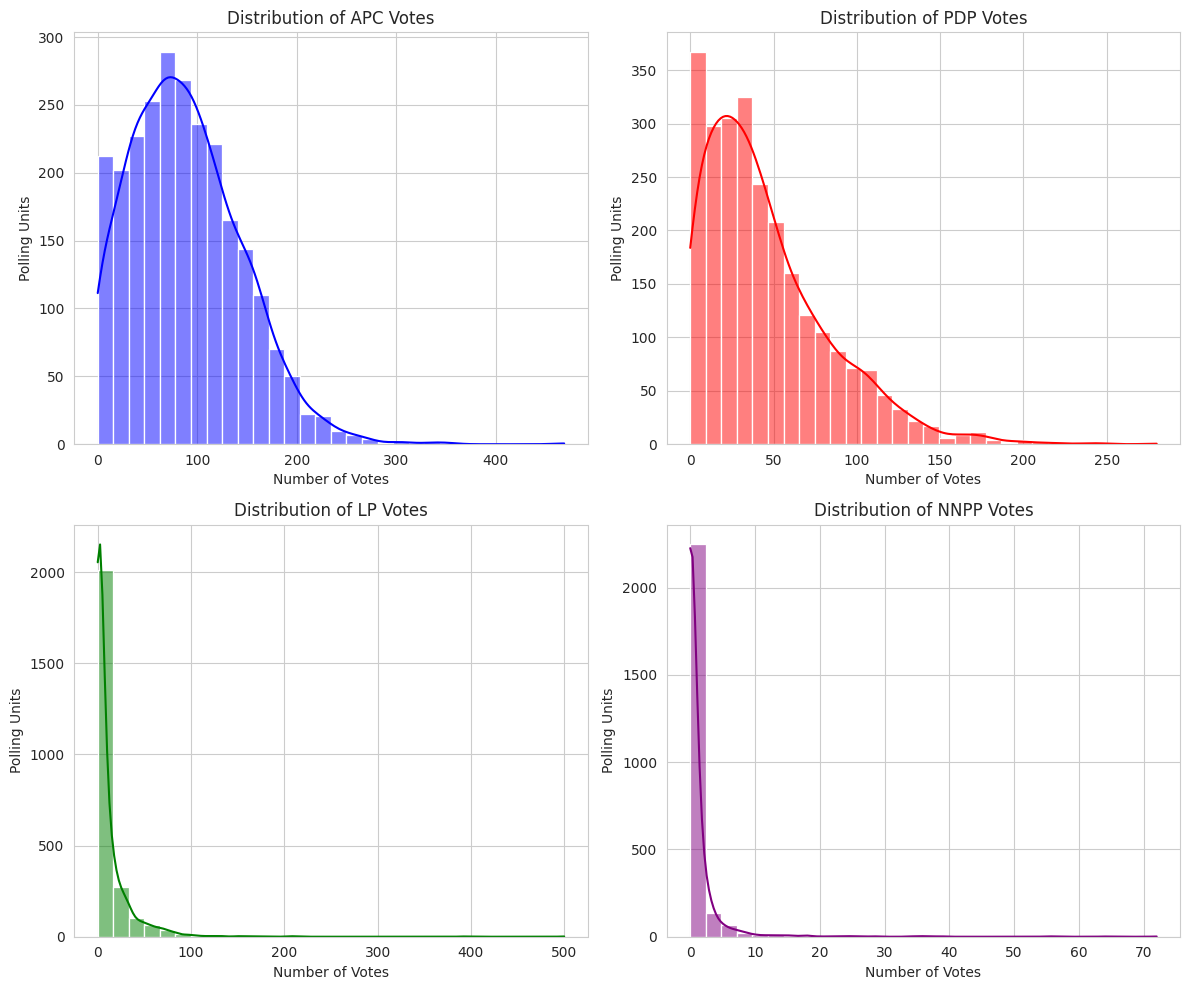 Distribution of APC Votes
Polling Units
300
250
200
150
100
50
0
0 100 200 300 400
Number of Votes
Distribution of PDP Votes
Polling Units
350
300
250
200
150
100
50
0
0 50 100 150 200 250
Number of Votes
Distribution of LP Votes
Polling Units
2000
1500
1000
500
0
0 100 200 300 400 500
Number of Votes
Distribution of NNPP Votes
Polling Units
2000
1500
1000
500
0
0 10 20 30 40 50 60 70
Number of Votes